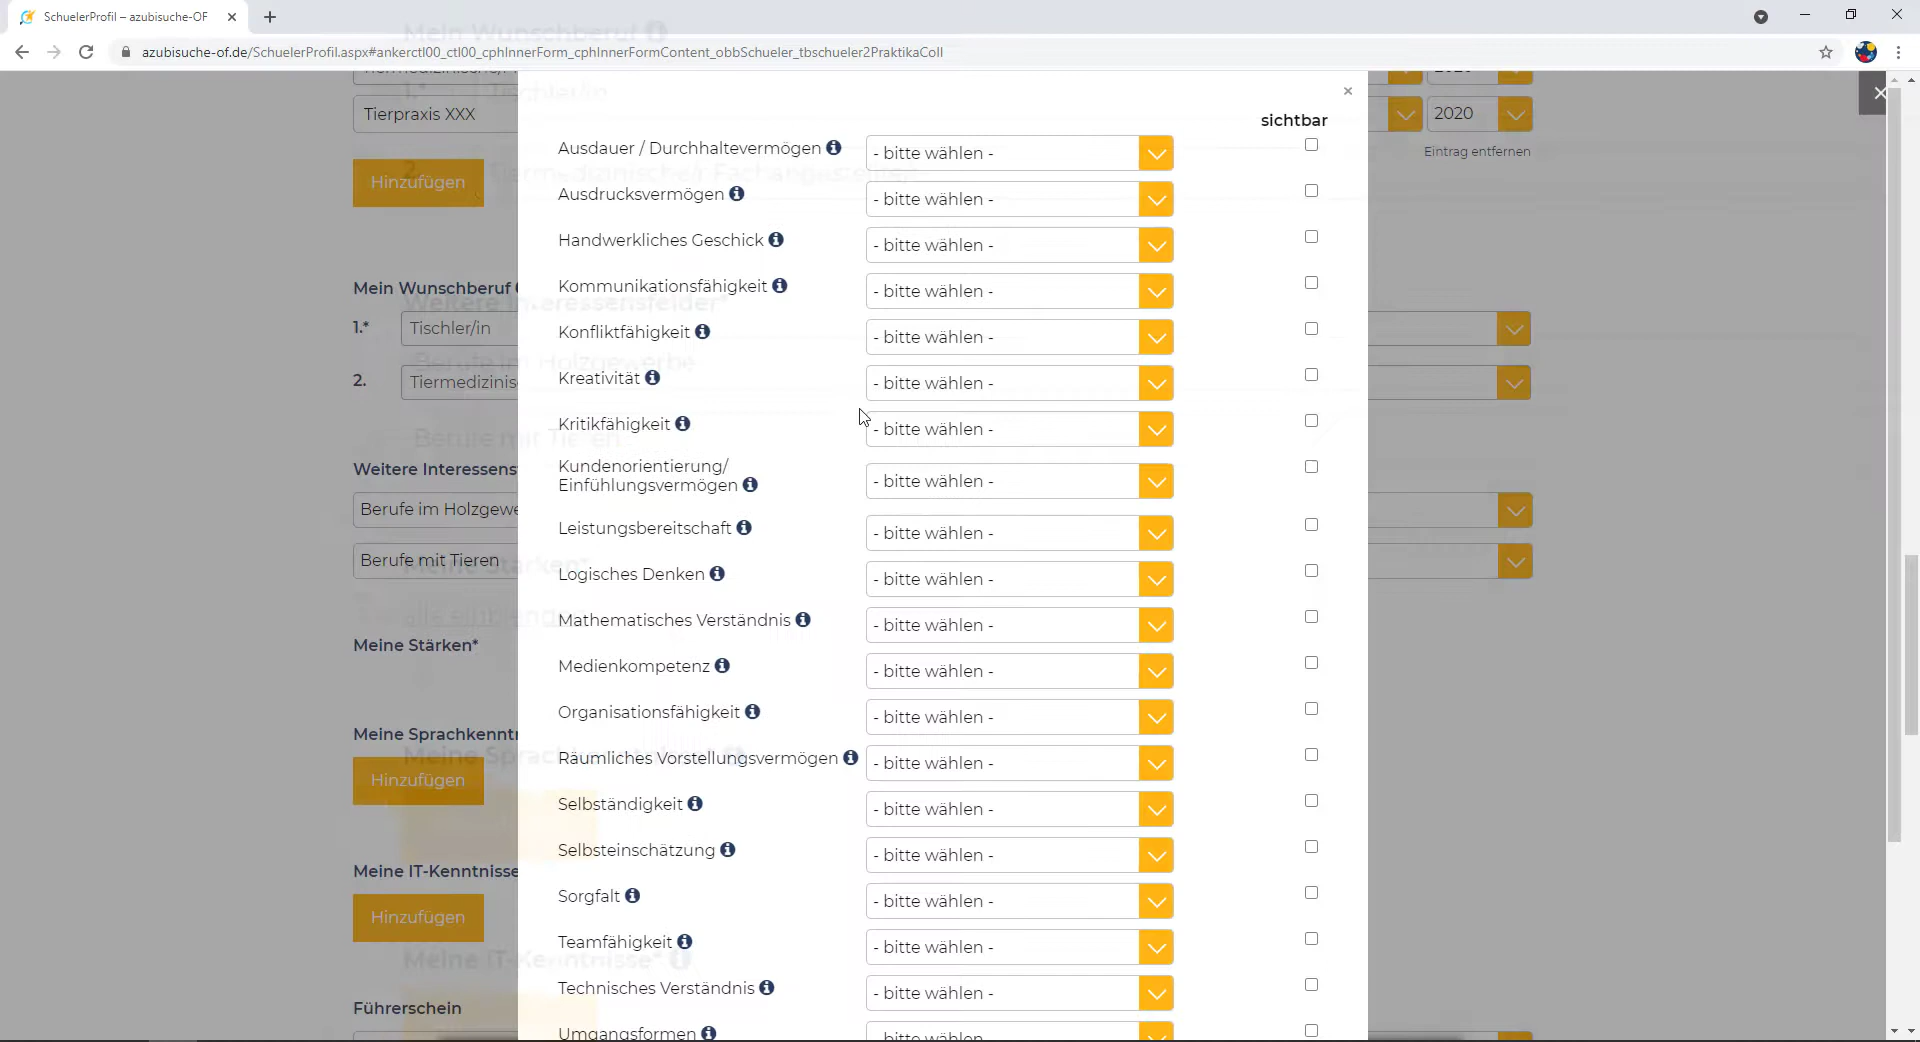 SchuelerProfil – azubisuche-OF
azubisuche-of.de/SchuelerProfil.aspx#ankerctl00_ctl00_cphInnerForm_cphInnerFormContent_obbSchueler_tbschueler2PraktikaColl
sichtbar
Tierpraxis XXX
2020
Ausdauer / Durchhaltevermögen - bitte wählen -
Eintrag entfernen
Hinzufügen
Ausdrucksvermögen - bitte wählen -
Handwerkliches Geschick - bitte wählen -
Mein Wunschberuf
Kommunikationsfähigkeit - bitte wählen -
1.* Tischler/in
Konfliktfähigkeit - bitte wählen -
2. Tiermedizinis
Kreativität - bitte wählen -
Kritikfähigkeit - bitte wählen -
Weitere Interessens
Kundenorientierung/
Einfühlungsvermögen - bitte wählen -
Berufe im Holzgewe
Leistungsbereitschaft - bitte wählen -
Berufe mit Tieren
Logisches Denken - bitte wählen -
Mathematisches Verständnis - bitte wählen -
Meine Stärken*
Medienkompetenz - bitte wählen -
Organisationsfähigkeit - bitte wählen -
Meine Sprachkenntn
Räumliches Vorstellungsvermögen - bitte wählen -
Hinzufügen
Selbständigkeit - bitte wählen -
Selbsteinschätzung - bitte wählen -
Meine IT-Kenntnisse
Sorgfalt - bitte wählen -
Hinzufügen
Teamfähigkeit - bitte wählen -
Technisches Verständnis - bitte wählen -
Führerschein
Umgangsformen - bitte wählen -